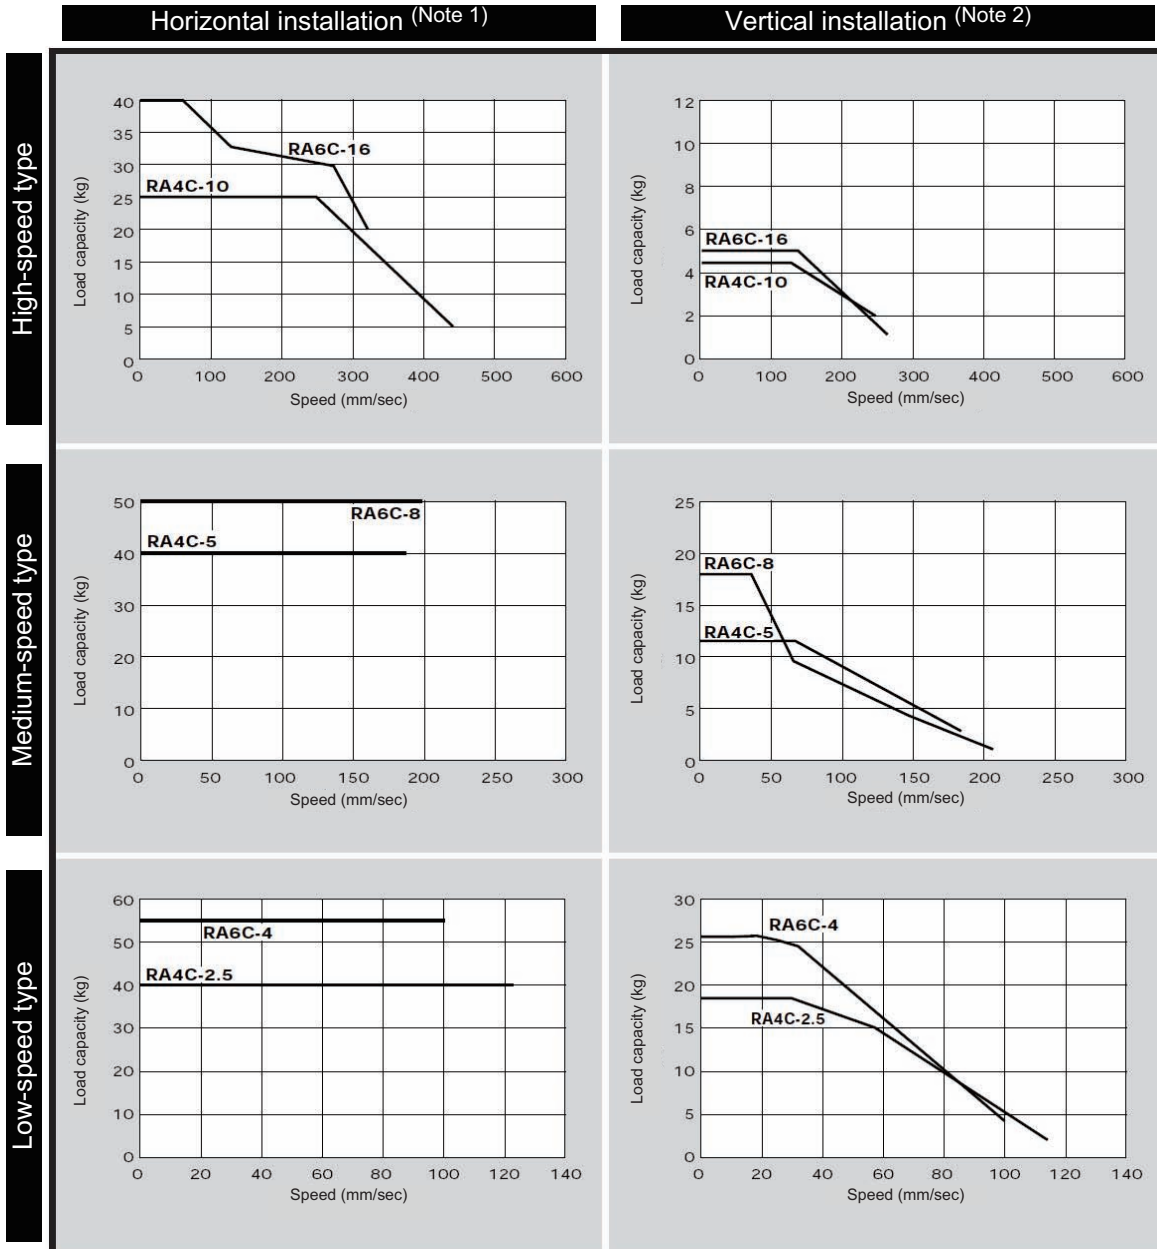 Horizontal installation (Note 1)
Vertical installation (Note 2)
High-speed type
Load capacity (kg)
40
35
30
25
20
15
10
5
0
RA6C-16
RA4C-10
0 100 200 300 400 500 600
Speed (mm/sec)
Load capacity (kg)
12
10
8
6
4
2
0
RA6C-16
RA4C-10
0 100 200 300 400 500 600
Speed (mm/sec)
Medium-speed type
Load capacity (kg)
50
40
30
20
10
0
RA6C-8
RA4C-5
0 50 100 150 200 250 300
Speed (mm/sec)
Load capacity (kg)
25
20
15
10
5
0
RA6C-8
RA4C-5
0 50 100 150 200 250 300
Speed (mm/sec)
Low-speed type
Load capacity (kg)
60
50
40
30
20
10
0
RA6C-4
RA4C-2.5
0 20 40 60 80 100 120 140
Speed (mm/sec)
Load capacity (kg)
30
25
20
15
10
5
0
RA6C-4
RA4C-2.5
0 20 40 60 80 100 120 140
Speed (mm/sec)